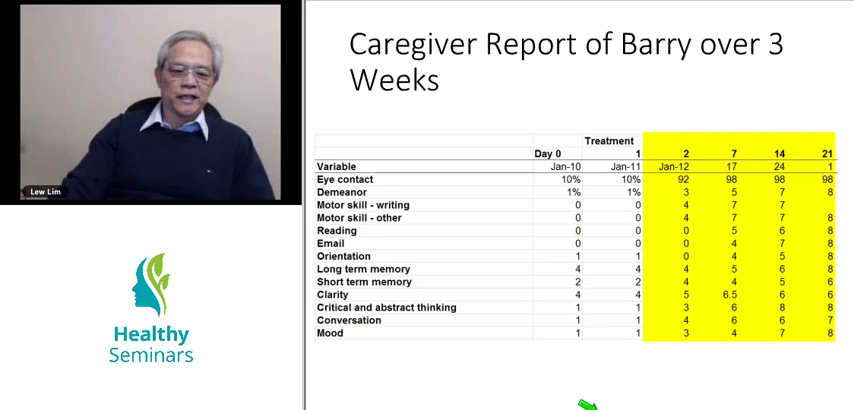 Lew Lim
Healthy
Seminars
Caregiver Report of Barry over 3
Weeks
Treatment
Day 0 1 2 7 14 21
Variable Jan-10 Jan-11 Jan-12 17 24 1
Eye contact 10% 10% 92 98 98 98
Demeanor 1% 1% 3 5 7 8
Motor skill - writing 0 0 4 7 7
Motor skill - other 0 0 4 7 7 8
Reading 0 0 0 5 6 8
Email 0 0 0 4 7 8
Orientation 1 1 0 4 5 8
Long term memory 4 4 4 5 6 8
Short term memory 2 2 4 4 5 6
Clarity 4 4 5 6.5 6 6
Critical and abstract thinking 1 1 3 6 8 8
Conversation 1 1 4 6 6 7
Mood 1 1 3 4 7 8